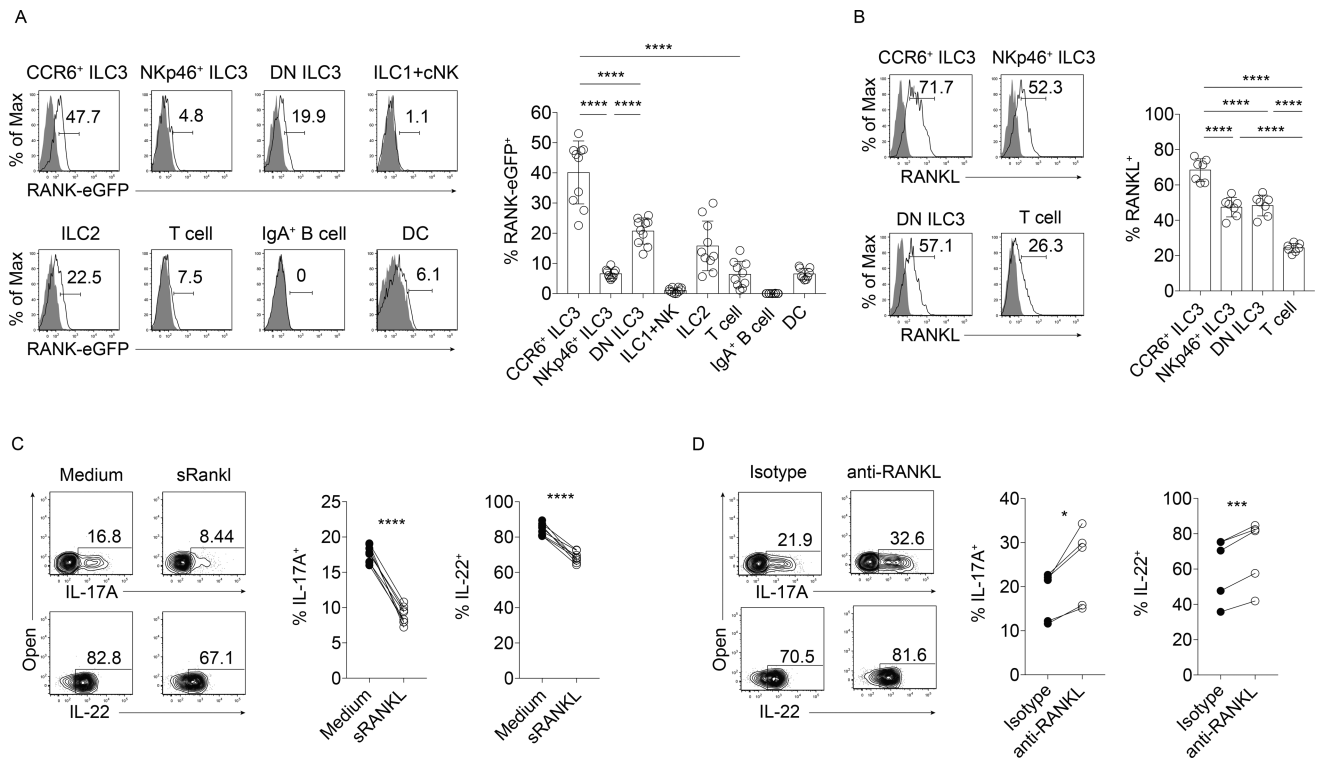 A
CCR6⁺ ILC3 NKp46⁺ ILC3 DN ILC3 ILC1+cNK
47.7 4.8 19.9 1.1
% of Max
RANK-eGFP
ILC2 T cell IgA⁺ B cell DC
22.5 7.5 0 6.1
% of Max
RANK-eGFP
****
****
**** ****
% RANK-eGFP⁺
60
50
40
30
20
10
0
CCR6⁺ ILC3 NKp46⁺ ILC3 DN ILC3 ILC1+NK ILC2 T cell IgA⁺ B cell DC
B
CCR6⁺ ILC3 NKp46⁺ ILC3
71.7 52.3
% of Max
RANKL
DN ILC3 T cell
57.1 26.3
% of Max
RANKL
****
**** ****
**** ****
% RANKL⁺
100
80
60
40
20
0
CCR6⁺ ILC3 NKp46⁺ ILC3 DN ILC3 T cell
C
Medium sRankl
16.8 8.44
IL-17A
82.8 67.1
Open
IL-22
% IL-17A⁺
25
20
15
10
5
0
****
Medium sRANKL
% IL-22⁺
100
80
60
40
20
0
****
Medium sRANKL
D
Isotype anti-RANKL
21.9 32.6
IL-17A
70.5 81.6
Open
IL-22
% IL-17A⁺
40
30
20
10
0
*
Isotype anti-RANKL
% IL-22⁺
100
80
60
40
20
0
***
Isotype anti-RANKL